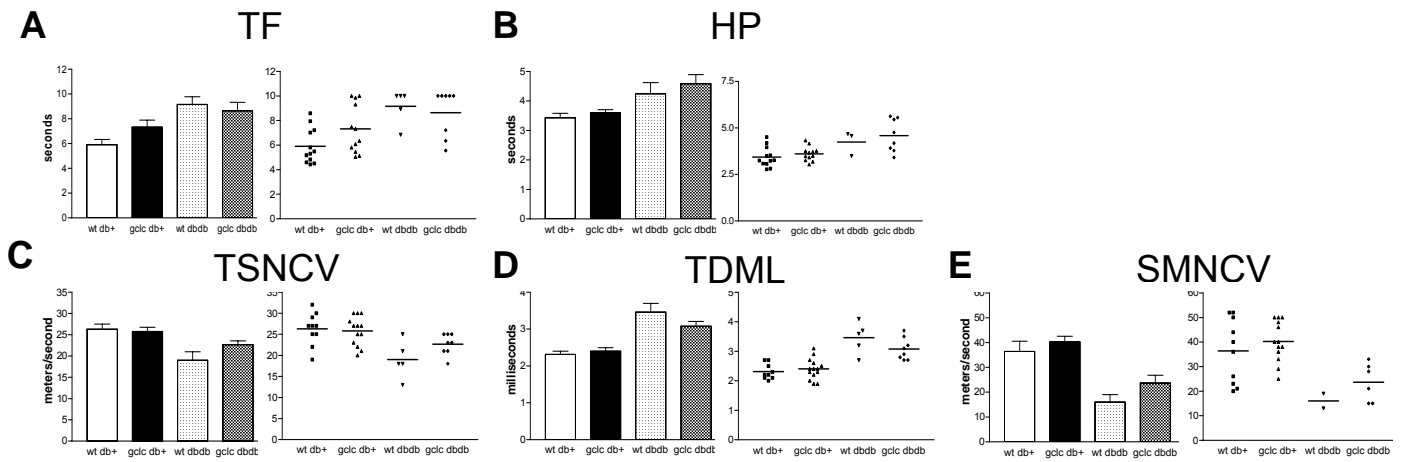 A
TF
seconds
12
10
8
6
4
2
0
wt db+ gclc db+ wt dbdb gclc dbdb
12
10
8
6
4
2
0
wt db+ gclc db+ wt dbdb gclc dbdb
B
HP
seconds
5
4
3
2
1
0
wt db+ gclc db+ wt dbdb gclc dbdb
7.5
5.0
2.5
0.0
wt db+ gclc db+ wt dbdb gclc dbdb
C
TSNCV
meters/second
35
30
25
20
15
10
5
0
wt db+ gclc db+ wt dbdb gclc dbdb
35
30
25
20
15
10
5
0
wt db+ gclc db+ wt dbdb gclc dbdb
D
TDML
milliseconds
4
3
2
1
0
wt db+ gclc db+ wt dbdb gclc dbdb
5
4
3
2
1
0
wt db+ gclc db+ wt dbdb gclc dbdb
E
SMNCV
meters/second
60
50
40
30
20
10
0
wt db+ gclc db+ wt dbdb gclc dbdb
60
50
40
30
20
10
0
wt db+ gclc db+ wt dbdb gclc dbdb